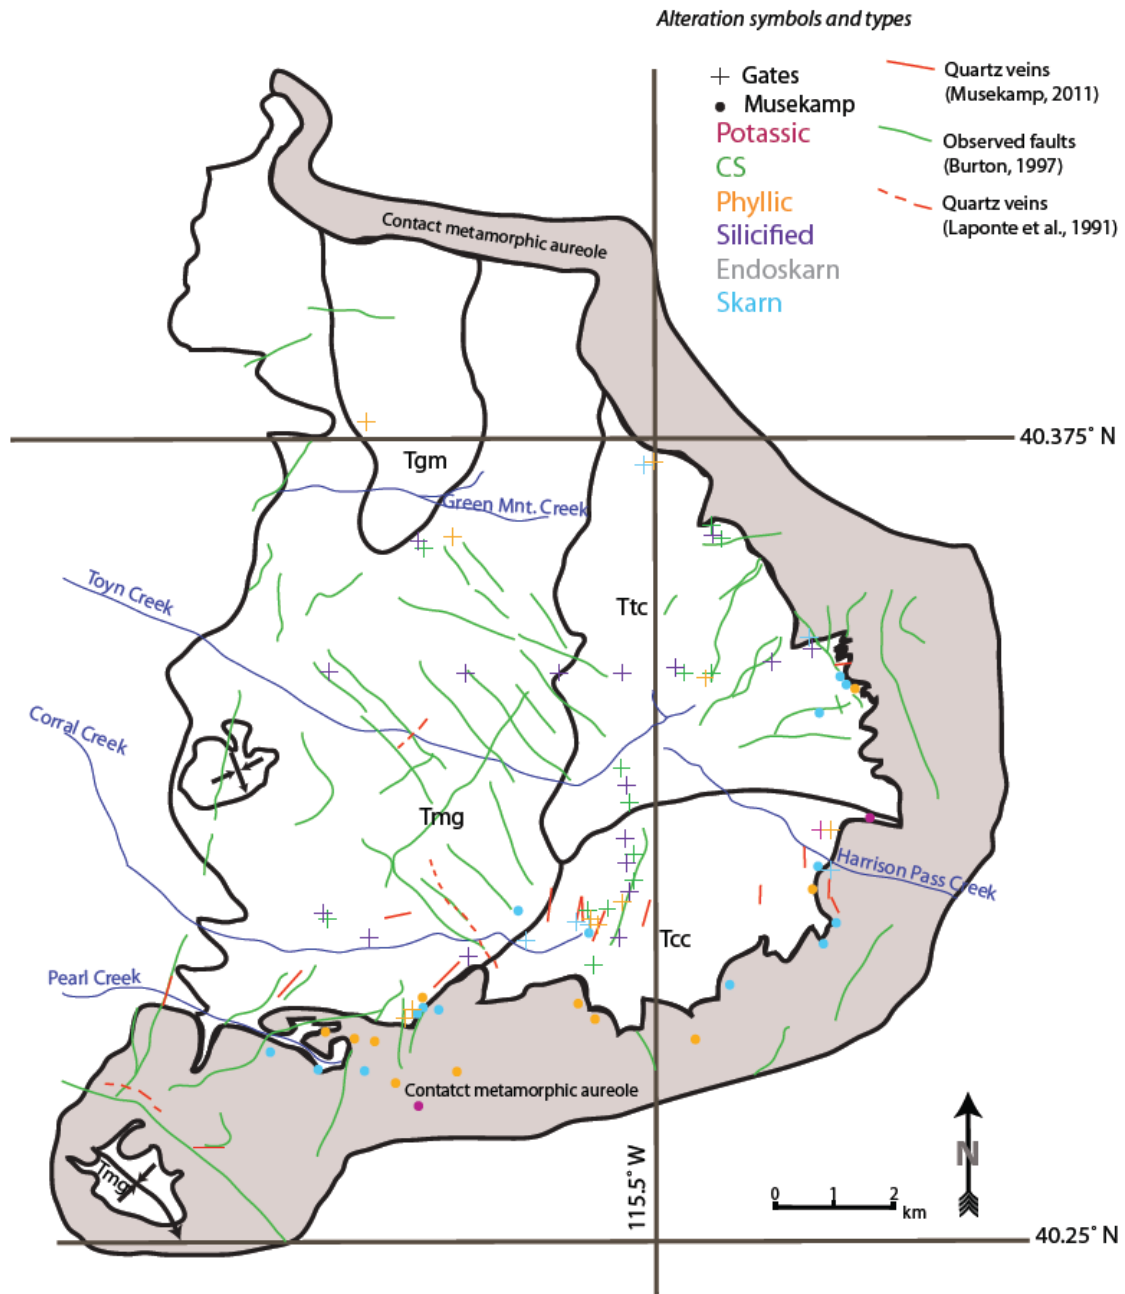 Alteration symbols and types
Gates
Musekamp
Potassic
CS
Phyllic
Silicified
Endoskarn
Skarn
Quartz veins
(Musekamp, 2011)
Observed faults
(Burton, 1997)
Quartz veins
(Laponte et al., 1991)
Contact metamorphic aureole
40.375° N
Tgm
Green Mnt. Creek
Toyn Creek
Ttc
Corral Creek
Tmg
Harrison Pass Creek
Tcc
Pearl Creek
Contatct metamorphic aureole
Tmg
115.5° W
N
0 1 2
km
40.25° N